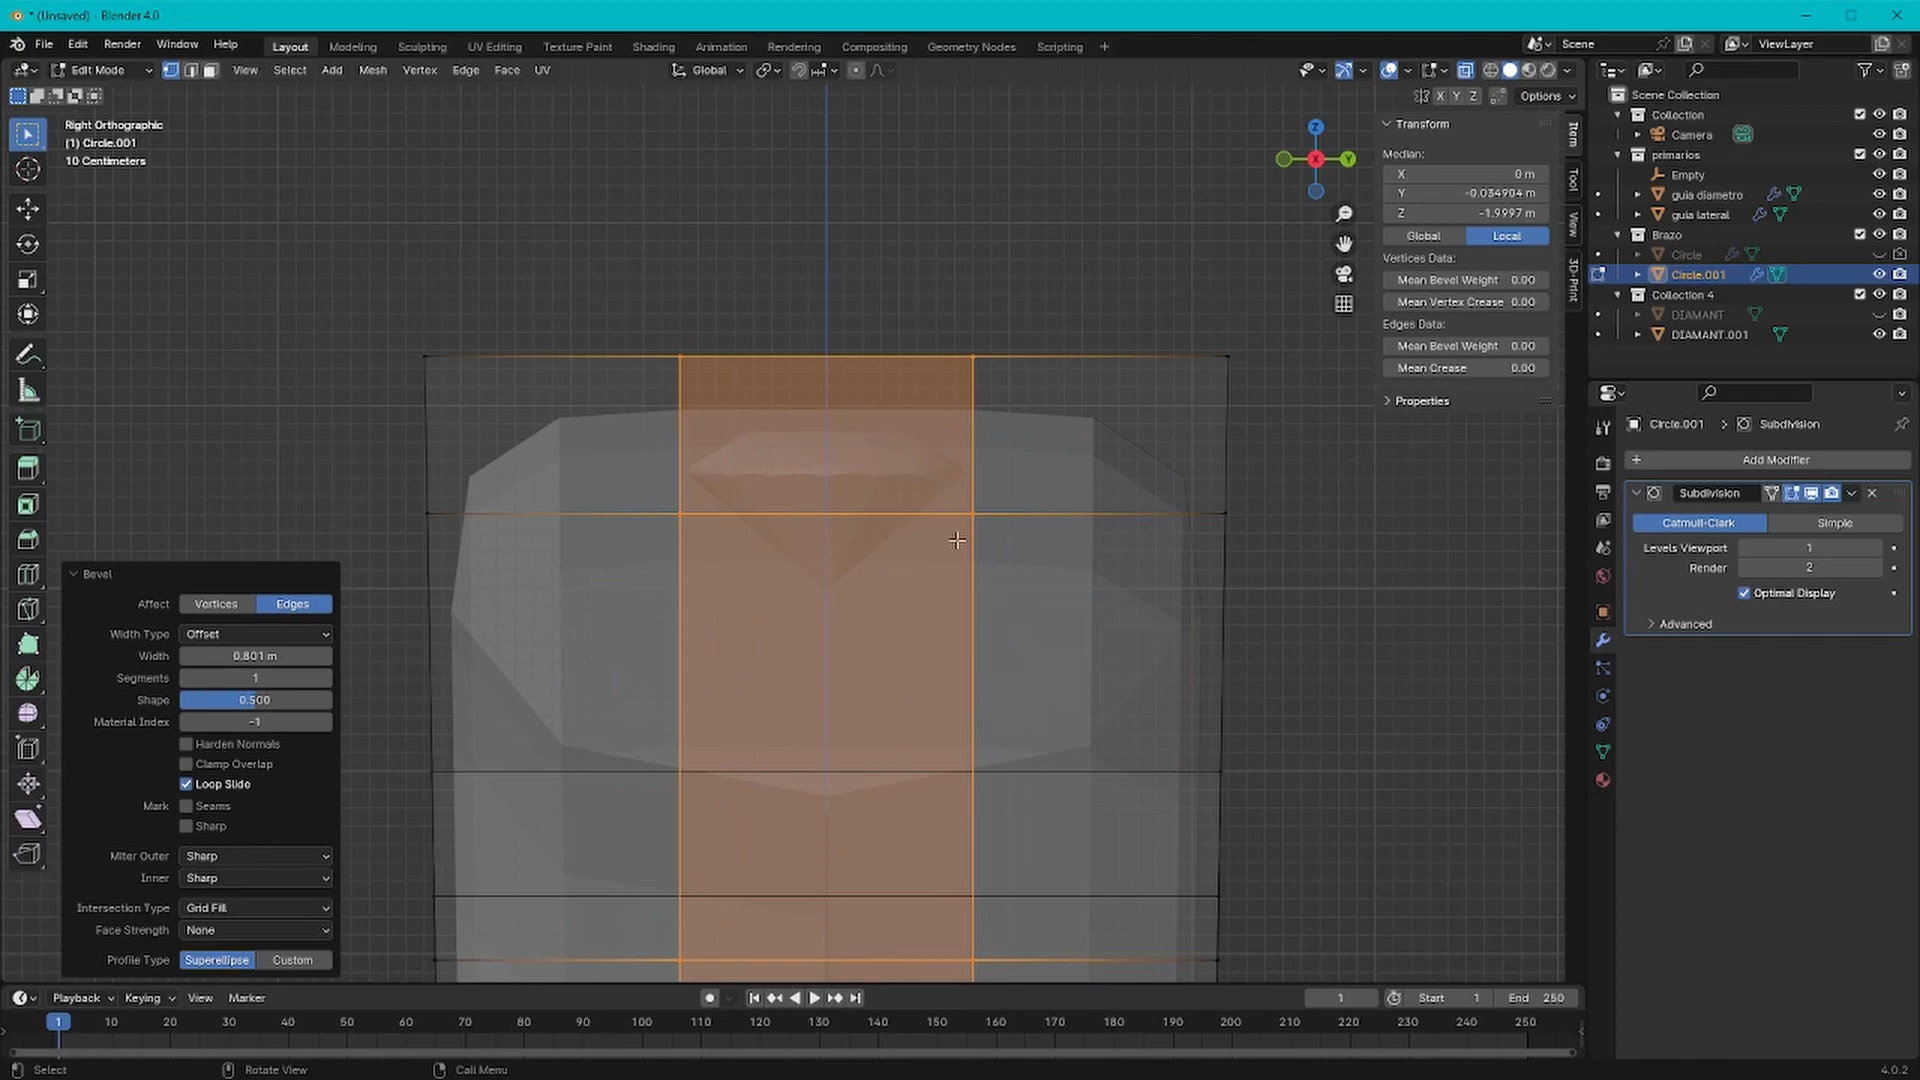 * (Unsaved) - Blender 4.0
File Edit Render Window Help Layout Modeling Sculpting UV Editing Texture Paint Shading Animation Rendering Compositing Geometry Nodes Scripting + Scene ViewLayer
Edit Mode View Select Add Mesh Vertex Edge Face UV Global
X Y Z Options
Right Orthographic
(1) Circle.001
10 Centimeters
Z
X
Y
Transform
Median:
X 0 m
Y -0.034904 m
Z -1.9997 m
Global Local
Vertices Data:
Mean Bevel Weight 0.00
Mean Vertex Crease 0.00
Edges Data:
Mean Bevel Weight 0.00
Mean Crease 0.00
Properties
Item
Tool
View
3D-Print
Scene Collection
Collection
Camera
primarios
Empty
guia diametro
guia lateral
Brazo
Circle
Circle.001
Collection 4
DIAMANT
DIAMANT.001
Circle.001 > Subdivision
+ Add Modifier
Subdivision
Catmull-Clark Simple
Levels Viewport 1
Render 2
Optimal Display
Advanced
Bevel
Affect Vertices Edges
Width Type Offset
Width 0.801 m
Segments 1
Shape 0.500
Material Index -1
Harden Normals
Clamp Overlap
Loop Slide
Mark Seams
Sharp
Miter Outer Sharp
Inner Sharp
Intersection Type Grid Fill
Face Strength None
Profile Type Superellipse Custom
Playback Keying View Marker 1 Start 1 End 250
1 10 20 30 40 50 60 70 80 90 100 110 120 130 140 150 160 170 180 190 200 210 220 230 240 250
Select Rotate View Call Menu 4.0.2